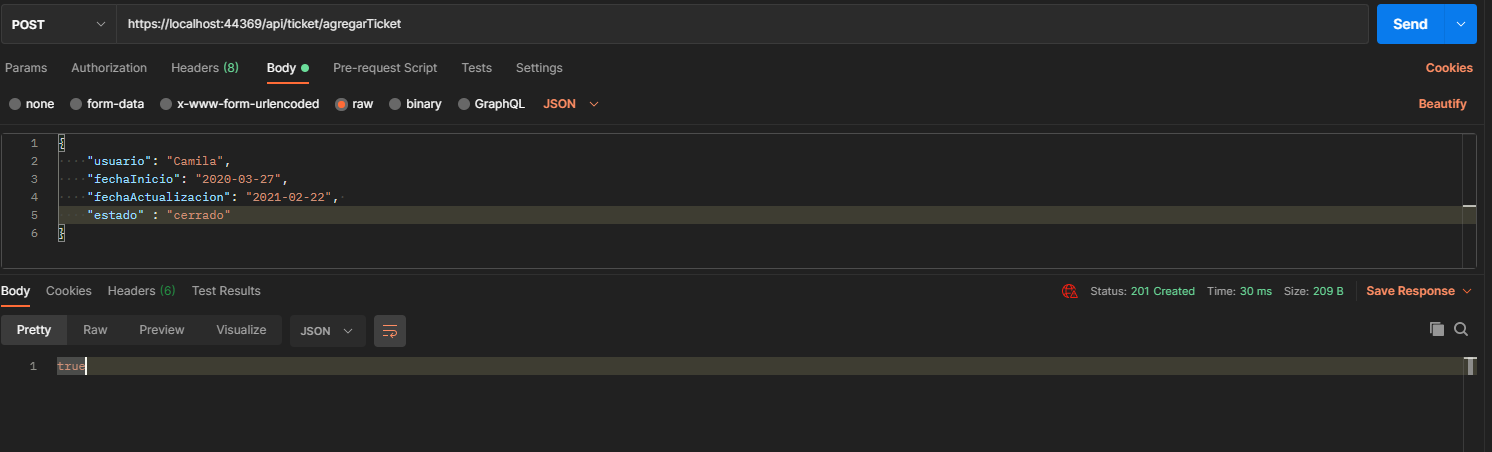 POST https://localhost:44369/api/ticket/agregarTicket Send
Params Authorization Headers (8) Body Pre-request Script Tests Settings Cookies
none form-data x-www-form-urlencoded raw binary GraphQL JSON Beautify
1 {
2 "usuario": "Camila",
3 "fechaInicio": "2020-03-27",
4 "fechaActualizacion": "2021-02-22",
5 "estado" : "cerrado"
6 }
Body Cookies Headers (6) Test Results Status: 201 Created Time: 30 ms Size: 209 B Save Response
Pretty Raw Preview Visualize JSON
1 true